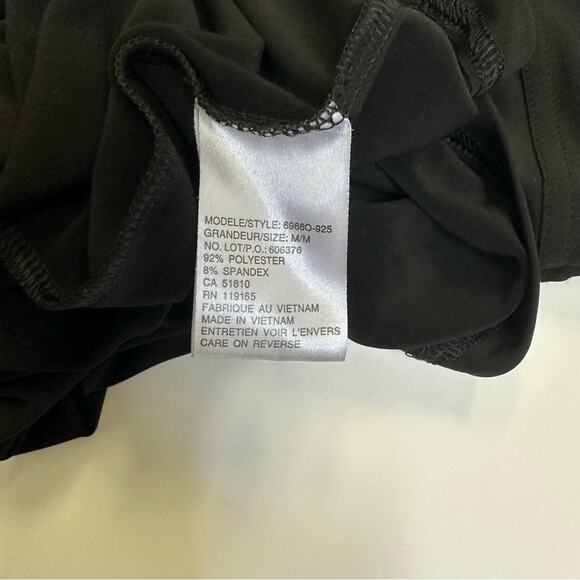 MODELE/STYLE: 6966O-925
GRANDEUR/SIZE: M/M
NO. LOT/P.O.: 606376
92% POLYESTER
8% SPANDEX
CA 51810
RN 119165
FABRIQUE AU VIETNAM
MADE IN VIETNAM
ENTRETIEN VOIR L'ENVERS
CARE ON REVERSE